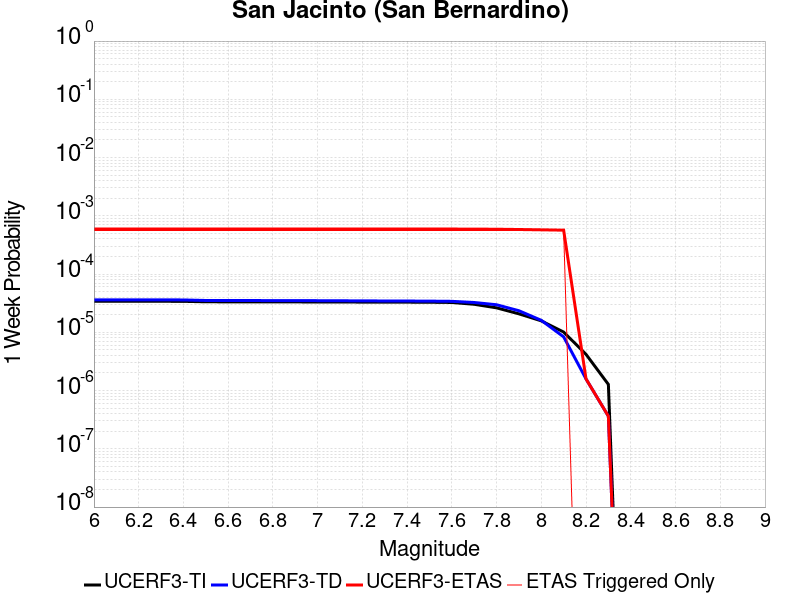 San Jacinto (San Bernardino)
10 0
10 -1
10 -2
10 -3
10 -4
10 -5
10 -6
10 -7
10 -8
1 Week Probability
6 6.2 6.4 6.6 6.8 7 7.2 7.4 7.6 7.8 8 8.2 8.4 8.6 8.8 9
Magnitude
UCERF3-TI UCERF3-TD UCERF3-ETAS ETAS Triggered Only